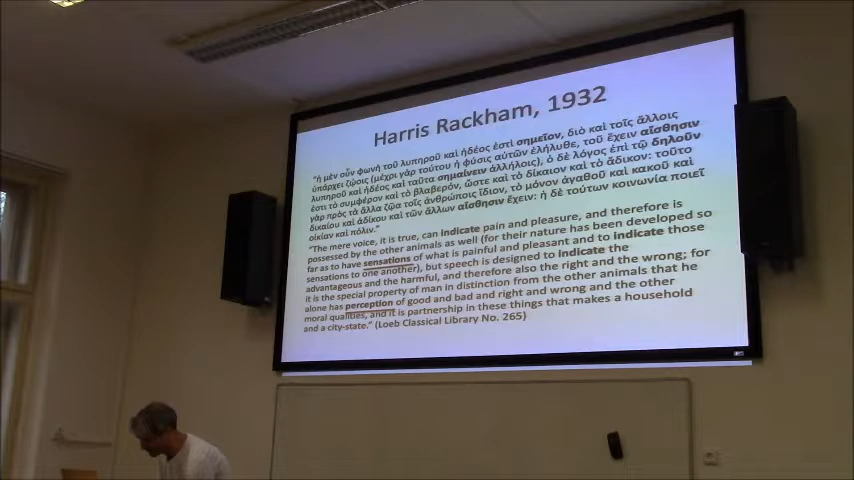 Harris Rackham, 1932
"ἡ μὲν οὖν φωνὴ τοῦ λυπηροῦ καὶ ἡδέος ἐστὶ σημεῖον, διὸ καὶ τοῖς ἄλλοις
ὑπάρχει ζῴοις (μέχρι γὰρ τούτου ἡ φύσις αὐτῶν ἐλήλυθε, τοῦ ἔχειν αἴσθησιν
λυπηροῦ καὶ ἡδέος καὶ ταῦτα σημαίνειν ἀλλήλοις), ὁ δὲ λόγος ἐπὶ τῷ δηλοῦν
ἐστι τὸ συμφέρον καὶ τὸ βλαβερόν, ὥστε καὶ τὸ δίκαιον καὶ τὸ ἄδικον: τοῦτο
γὰρ πρὸς τὰ ἄλλα ζῷα τοῖς ἀνθρώποις ἴδιον, τὸ μόνον ἀγαθοῦ καὶ κακοῦ καὶ
δικαίου καὶ ἀδίκου καὶ τῶν ἄλλων αἴσθησιν ἔχειν: ἡ δὲ τούτων κοινωνία ποιεῖ
οἰκίαν καὶ πόλιν."
"The mere voice, it is true, can indicate pain and pleasure, and therefore is
possessed by the other animals as well (for their nature has been developed so
far as to have sensations of what is painful and pleasant and to indicate those
sensations to one another), but speech is designed to indicate the
advantageous and the harmful, and therefore also the right and the wrong; for
it is the special property of man in distinction from the other animals that he
alone has perception of good and bad and right and wrong and the other
moral qualities, and it is partnership in these things that makes a household
and a city-state." (Loeb Classical Library No. 265)